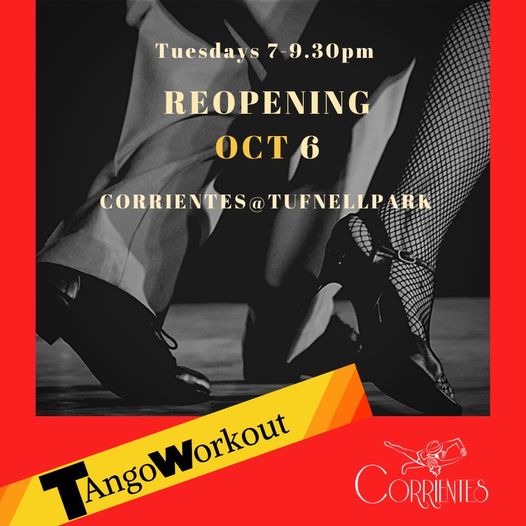 Tuesdays 7-9.30pm
REOPENING
OCT 6
CORRIENTES@TUFNELLPARK
TAngoWorkout
CORRIENTES